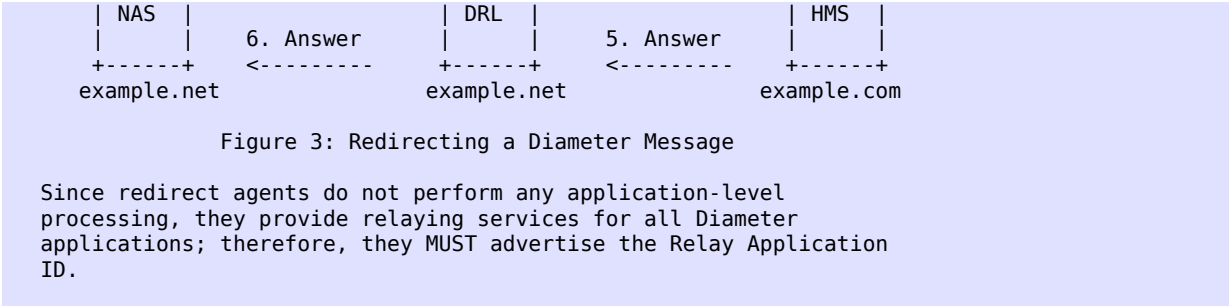 | NAS  |                    | DRL  |                    | HMS  |
|      |    6. Answer       |      |     5. Answer      |      |
+------+    <---------      +------+     <---------     +------+
example.net                 example.net                 example.com
Figure 3: Redirecting a Diameter Message
Since redirect agents do not perform any application-level
processing, they provide relaying services for all Diameter
applications; therefore, they MUST advertise the Relay Application
ID.